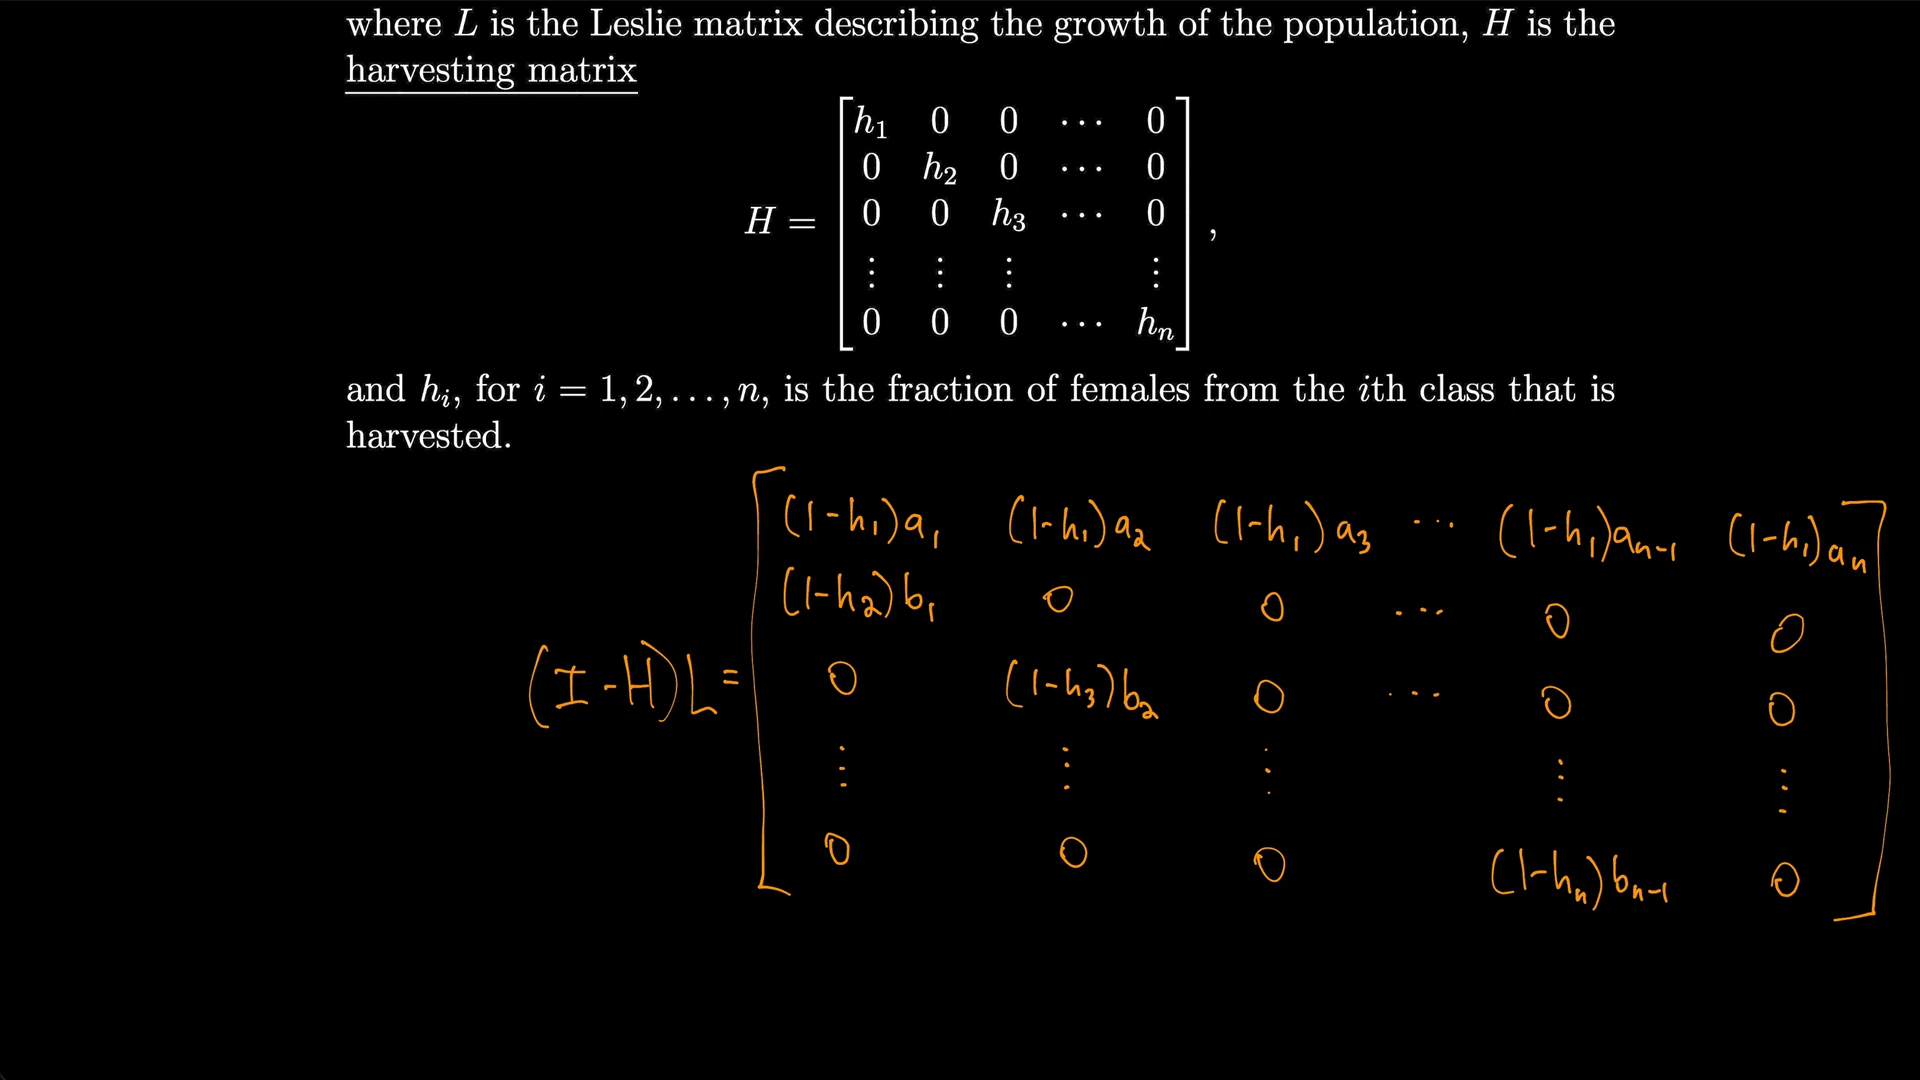 where L is the Leslie matrix describing the growth of the population, H is the
harvesting matrix
h₁ 0 0 ⋯ 0
0 h₂ 0 ⋯ 0
H = 0 0 h₃ ⋯ 0 ,
⋮ ⋮ ⋮ ⋮
0 0 0 ⋯ hₙ
and hᵢ, for i = 1, 2, . . . , n, is the fraction of females from the ith class that is
harvested.
(1-h₁)a₁ (1-h₁)a₂ (1-h₁)a₃ ⋯ (1-h₁)aₙ₋₁ (1-h₁)aₙ
(1-h₂)b₁ 0 0 ⋯ 0 0
(I-H)L = 0 (1-h₃)b₂ 0 ⋯ 0 0
⋮ ⋮ ⋮ ⋮ ⋮
0 0 0 (1-hₙ)bₙ₋₁ 0